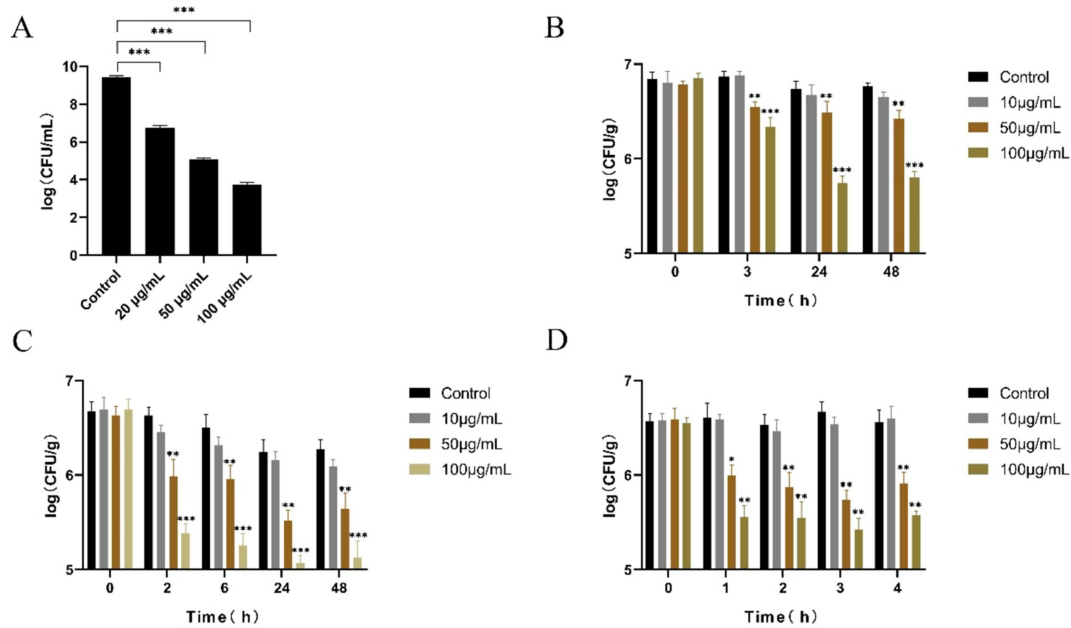 A
***
***
***
log(CFU/mL)
10
8
6
4
2
0
Control
20 μg/mL
50 μg/mL
100 μg/mL
B
log(CFU/g)
7
6
5
** *** ** *** ** ***
0 3 24 48
Time( h)
Control
10μg/mL
50μg/mL
100μg/mL
C
log(CFU/g)
7
6
5
** *** ** *** ** *** ** ***
0 2 6 24 48
Time( h)
Control
10μg/mL
50μg/mL
100μg/mL
D
log(CFU/g)
7
6
5
* ** ** ** ** ** ** **
0 1 2 3 4
Time( h)
Control
10μg/mL
50μg/mL
100μg/mL